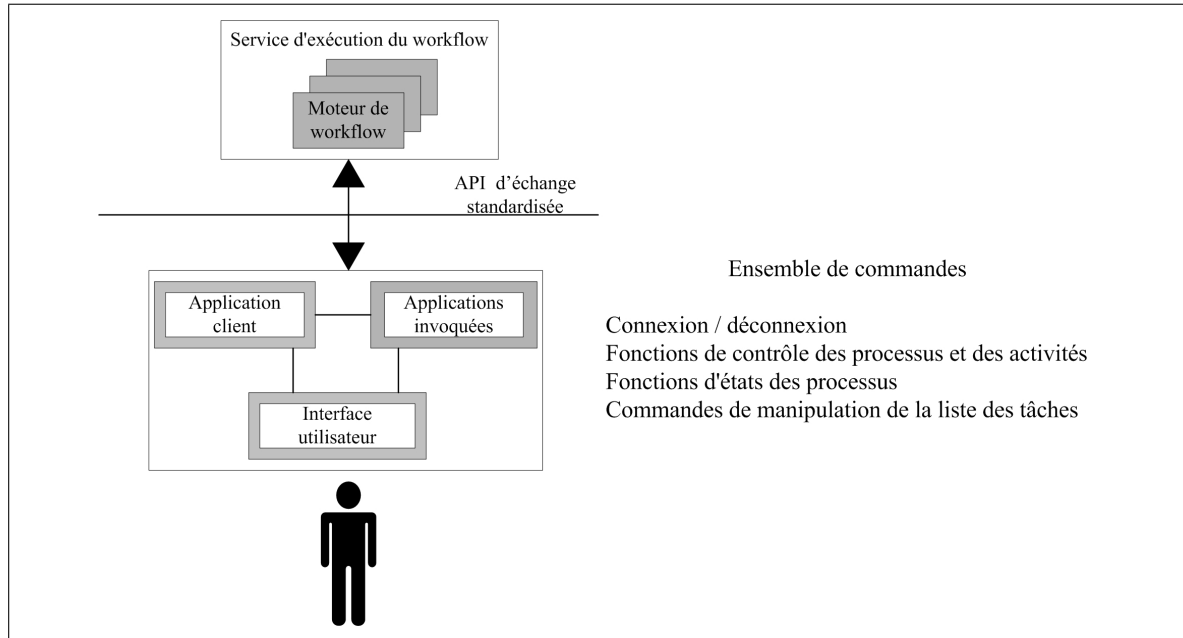 Service d'exécution du workflow
Moteur de
workflow
API d’échange
standardisée
Application
client
Applications
invoquées
Interface
utilisateur
Ensemble de commandes
Connexion / déconnexion
Fonctions de contrôle des processus et des activités
Fonctions d'états des processus
Commandes de manipulation de la liste des tâches